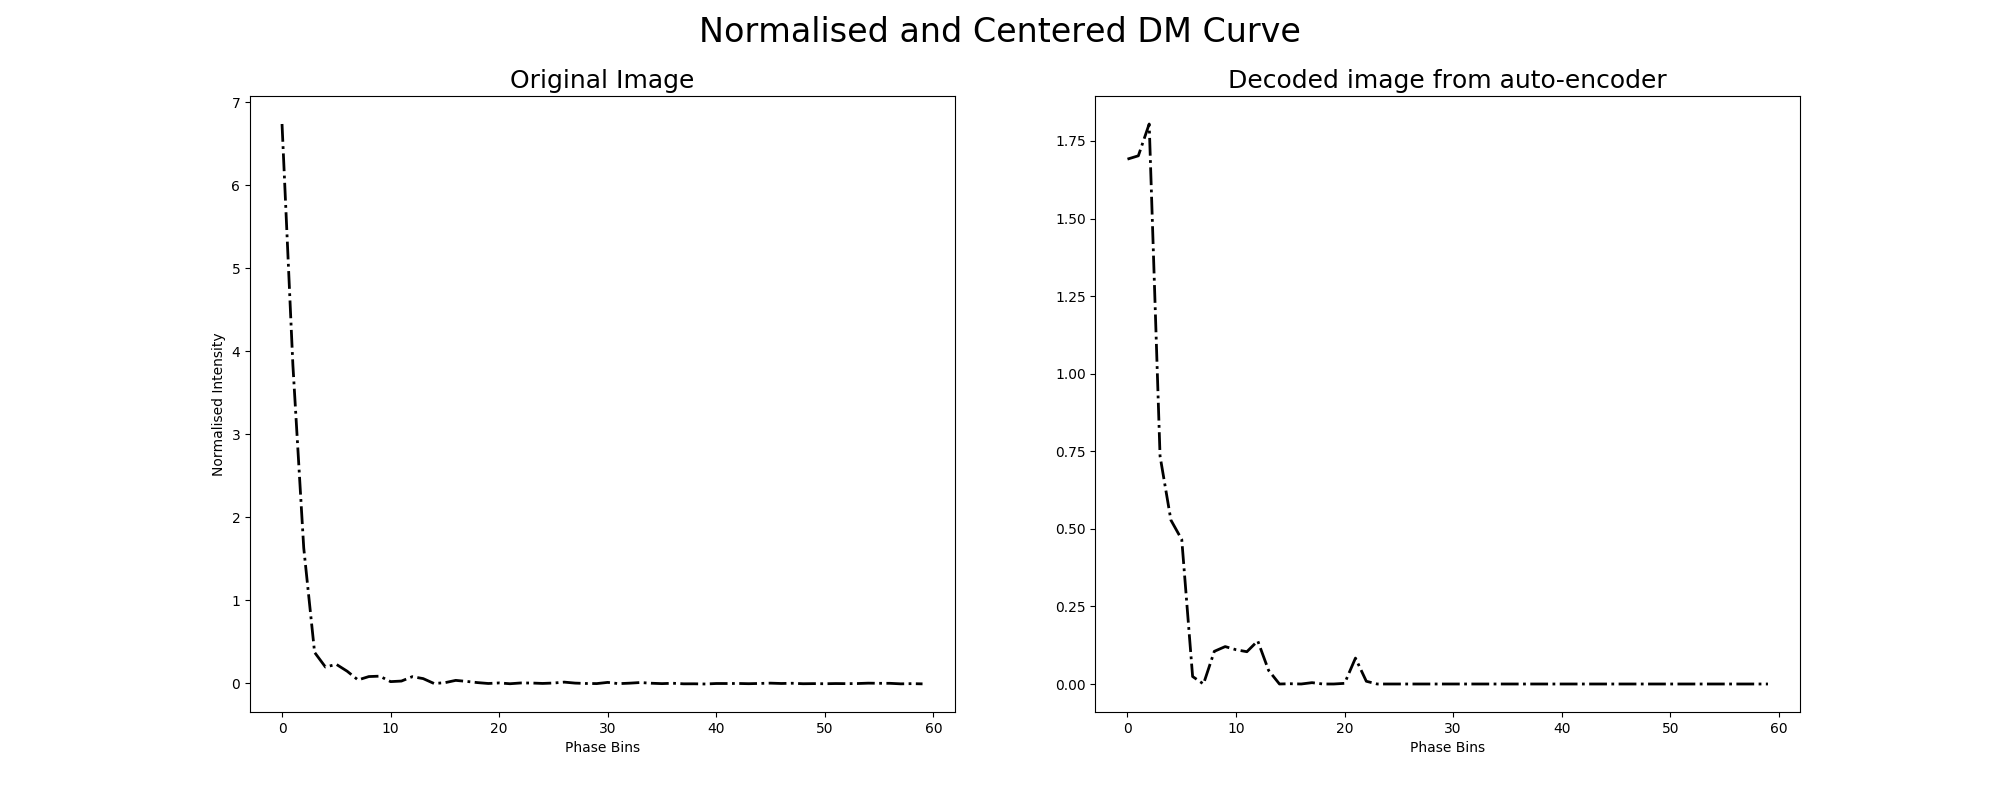 Normalised and Centered DM Curve
Original Image
7
6
5
4
3
2
1
0
Normalised Intensity
0 10 20 30 40 50 60
Phase Bins
Decoded image from auto-encoder
1.75
1.50
1.25
1.00
0.75
0.50
0.25
0.00
0 10 20 30 40 50 60
Phase Bins